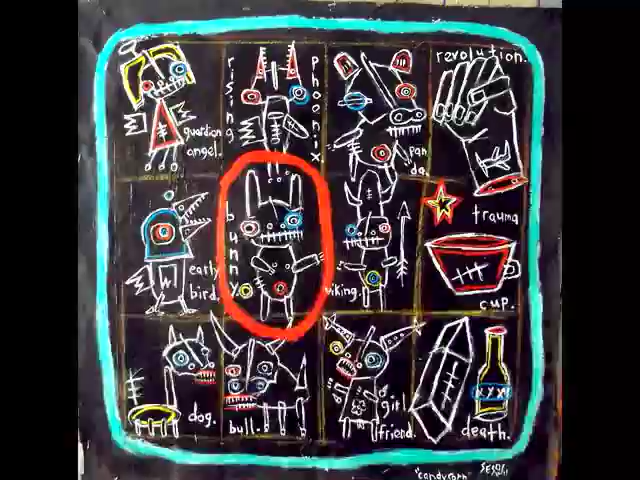 revolution.
rising
phoenix.
guardian
angel.
pan
da.
trauma
cup.
bunny
early
bird.
viking.
dog.
bull.
girl
friend.
XXX
death.
"candycorn"